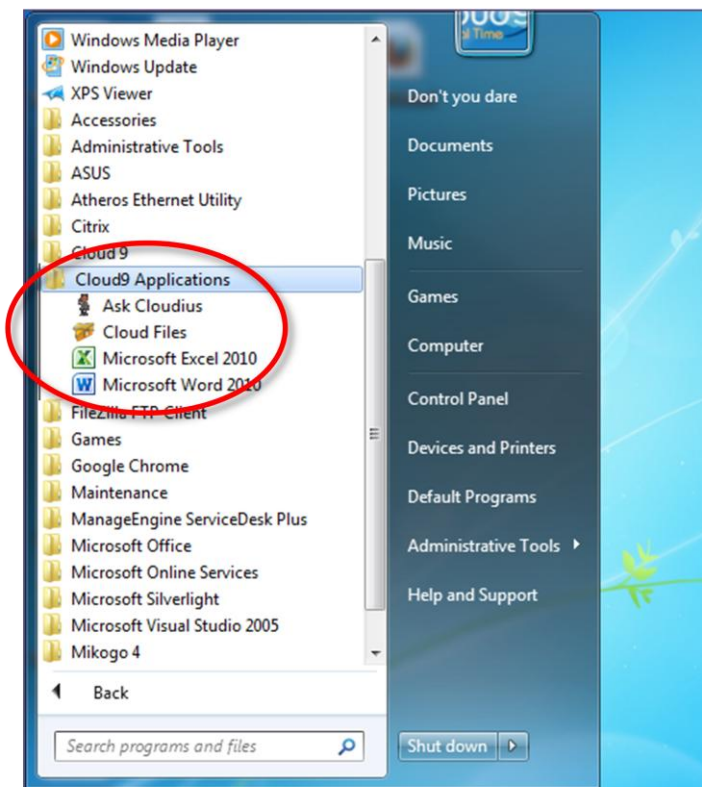 Windows Media Player
Windows Update
XPS Viewer
Accessories
Administrative Tools
ASUS
Atheros Ethernet Utility
Citrix
Cloud 9
Cloud9 Applications
Ask Cloudius
Cloud Files
Microsoft Excel 2010
Microsoft Word 2010
FileZilla FTP Client
Games
Google Chrome
Maintenance
ManageEngine ServiceDesk Plus
Microsoft Office
Microsoft Online Services
Microsoft Silverlight
Microsoft Visual Studio 2005
Mikogo 4
Back
Search programs and files
Don't you dare
Documents
Pictures
Music
Games
Computer
Control Panel
Devices and Printers
Default Programs
Administrative Tools
Help and Support
Shut down